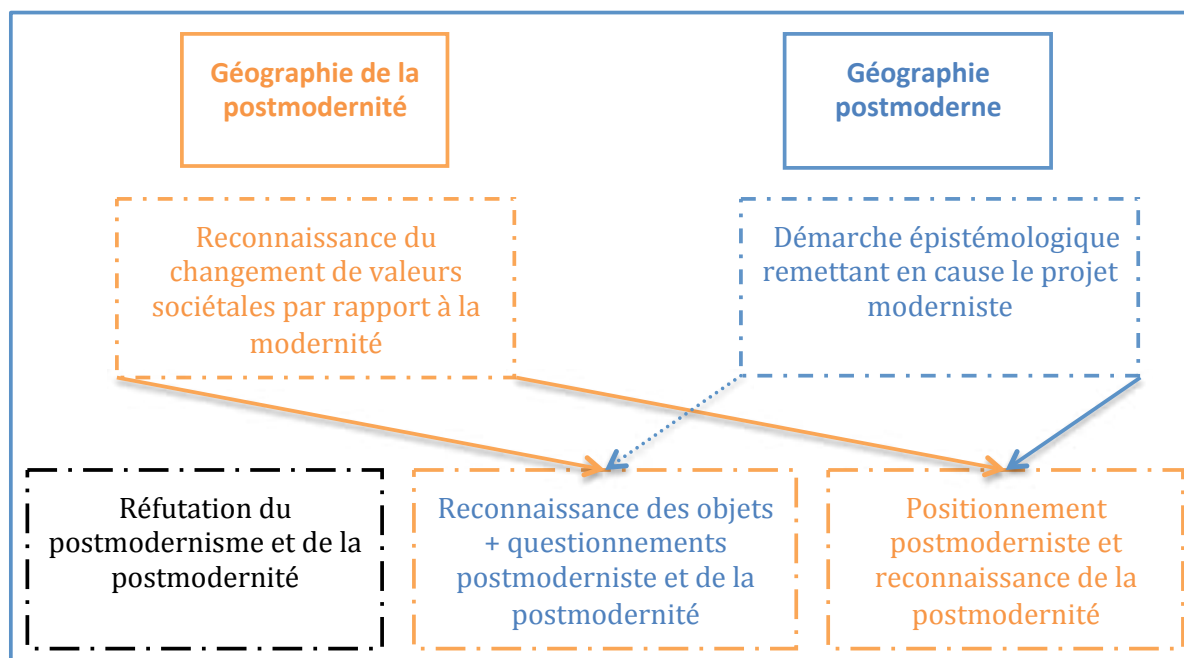 Géographie de la
postmodernité
Géographie
postmoderne
Reconnaissance du
changement de valeurs
sociétales par rapport à la
modernité
Démarche épistémologique
remettant en cause le projet
moderniste
Réfutation du
postmodernisme et de la
postmodernité
Reconnaissance des objets
+ questionnements
postmoderniste et de la
postmodernité
Positionnement
postmoderniste et
reconnaissance de la
postmodernité